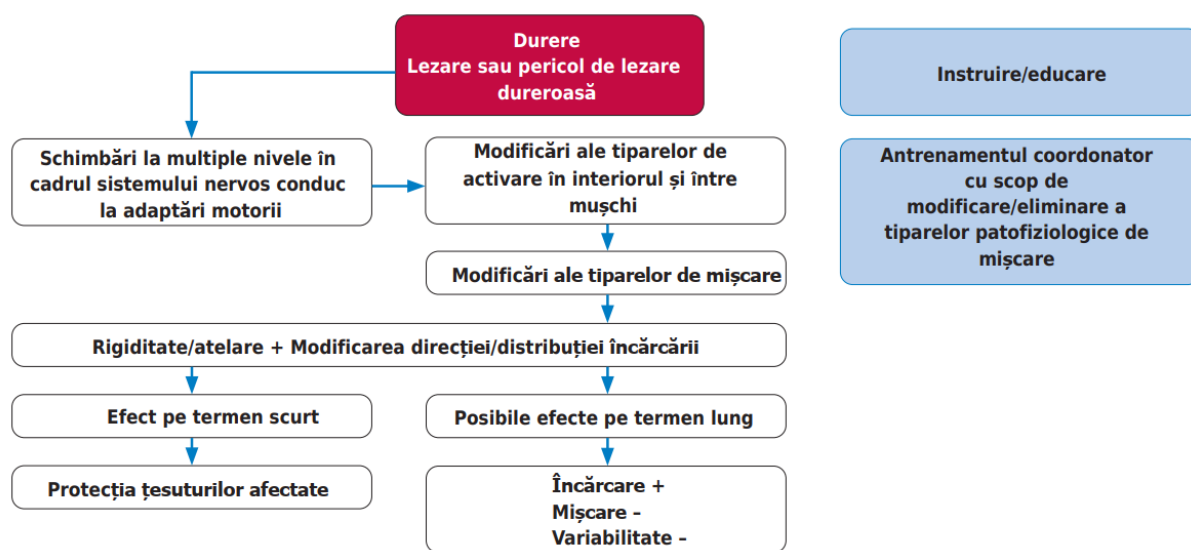 Durere
Lezare sau pericol de lezare
dureroasă
Instruire/educare
Schimbări la multiple nivele în
cadrul sistemului nervos conduc
la adaptări motorii
Modificări ale tiparelor de
activare în interiorul și între
mușchi
Antrenamentul coordonator
cu scop de
modificare/eliminare a
tiparelor patofiziologice de
mișcare
Modificări ale tiparelor de mișcare
Rigiditate/atelare + Modificarea direcției/distribuției încărcării
Efect pe termen scurt
Posibile efecte pe termen lung
Protecția țesuturilor afectate
Încărcare +
Mișcare –
Variabilitate –